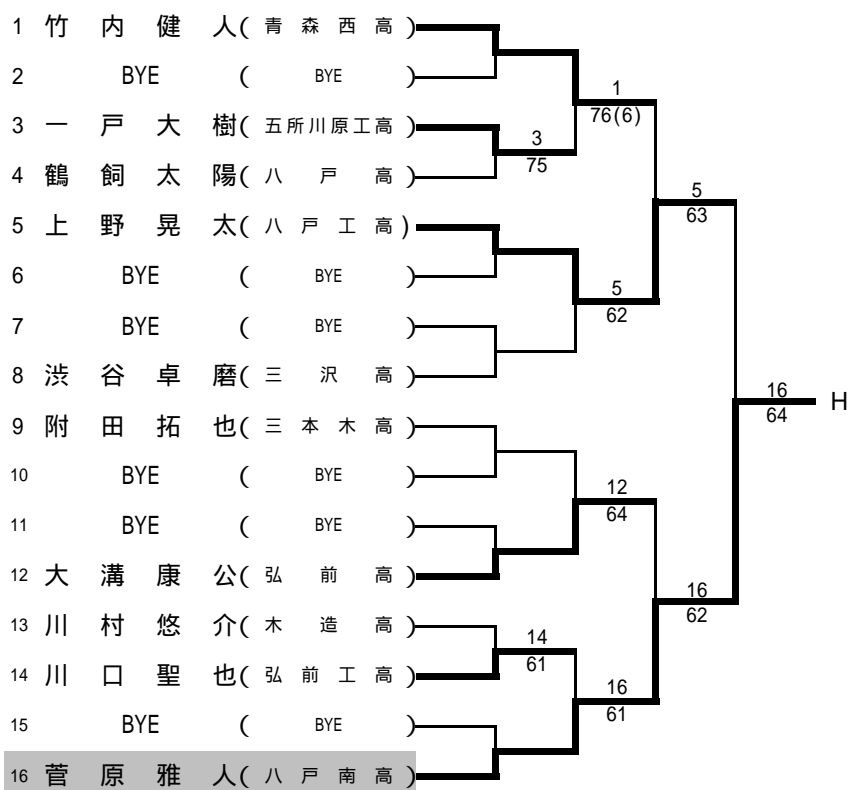 1 竹内健人(青森西高)
2 BYE (BYE)
1
76(6)
3 一戸大樹(五所川原工高)
3
75
4 鶴飼太陽(八戸高)
5
63
5 上野晃太(八戸工高)
6 BYE (BYE)
5
62
7 BYE (BYE)
8 渋谷卓磨(三沢高)
16
64
H
9 附田拓也(三本木高)
10 BYE (BYE)
12
64
11 BYE (BYE)
12 大溝康公(弘前高)
16
62
13 川村悠介(木造高)
14
61
14 川口聖也(弘前工高)
16
61
15 BYE (BYE)
16 菅原雅人(八戸南高)